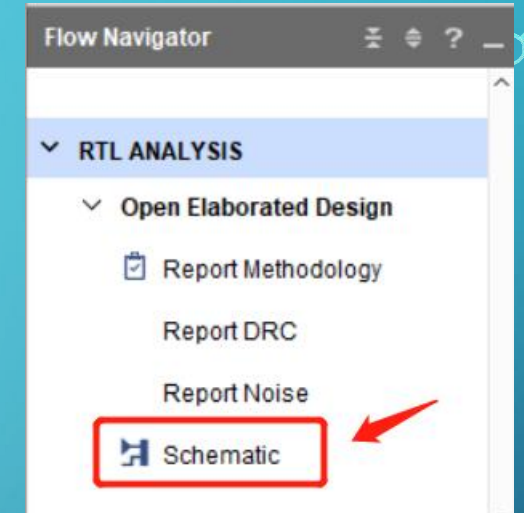 Flow Navigator ?
RTL ANALYSIS
Open Elaborated Design
Report Methodology
Report DRC
Report Noise
Schematic